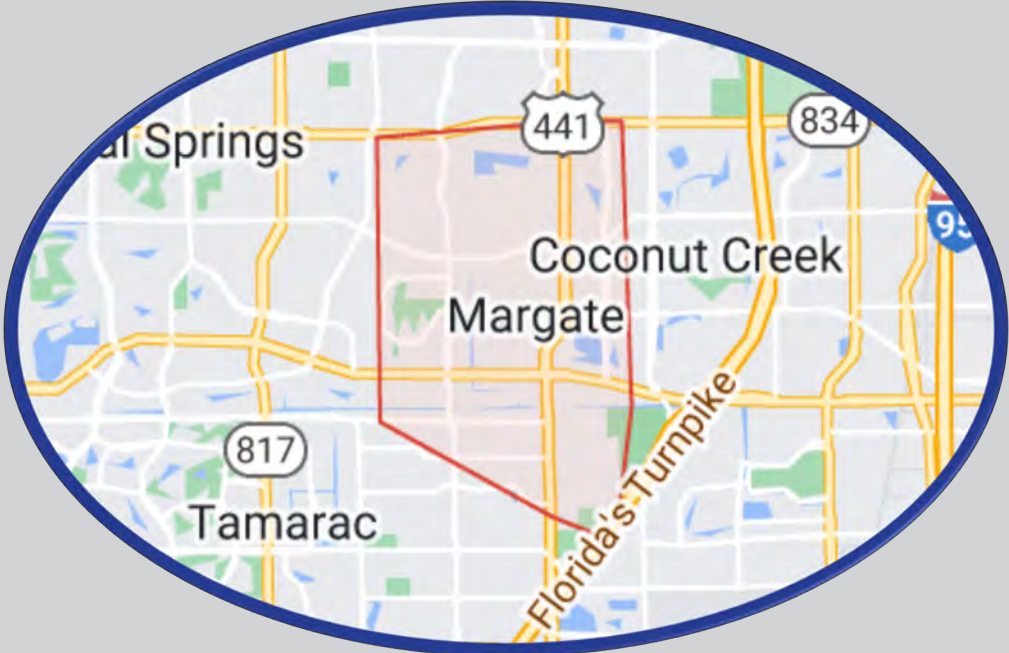 441
834
al Springs
95
Coconut Creek
Margate
Florida's Turnpike
817
Tamarac